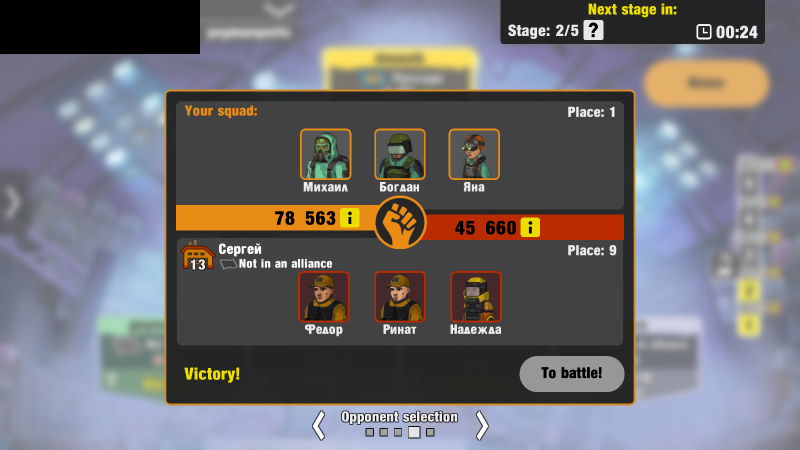 Next stage in:
Stage: 2/5 ?
00:24
Your squad:
Place: 1
Михаил
Богдан
Яна
78 563 i
45 660 i
Сергей
Place: 9
13
Not in an alliance
Федор
Ринат
Надежда
Victory!
To battle!
Opponent selection